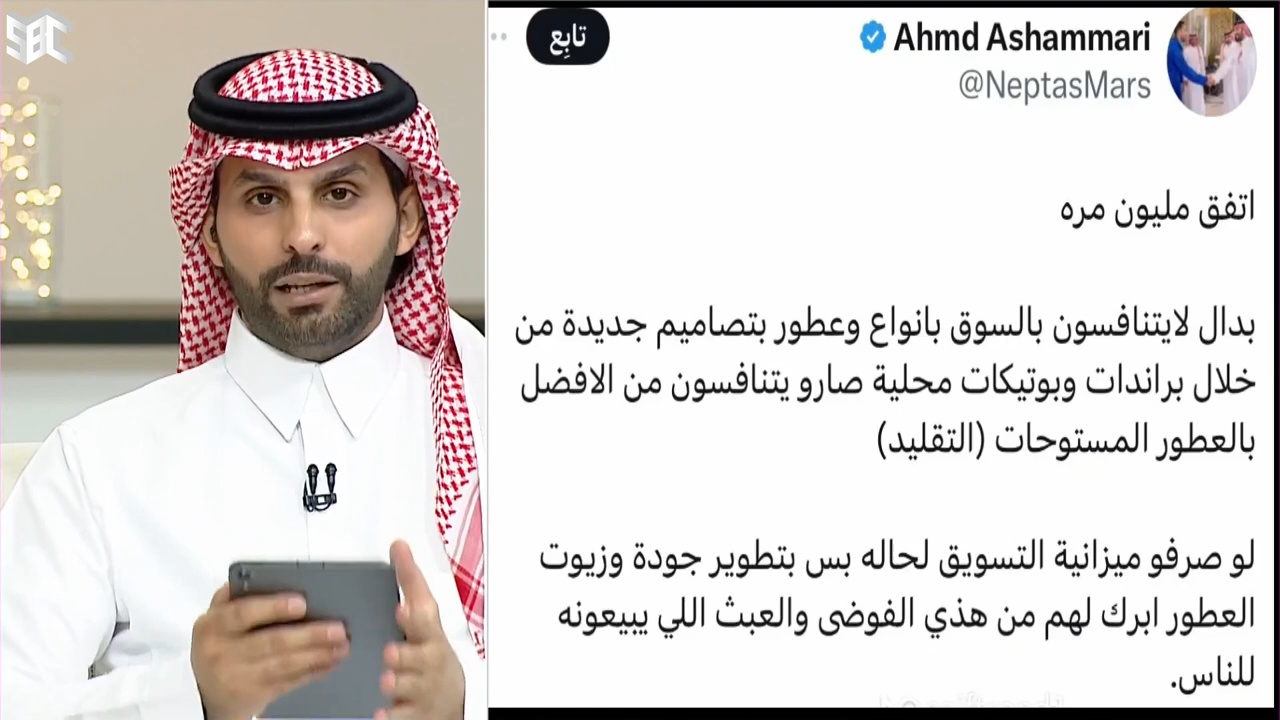 SBC
تابِع
Ahmd Ashammari
@NeptasMars
اتفق مليون مره
بدال لايتنافسون بالسوق بانواع وعطور بتصاميم جديدة من
خلال براندات وبوتيكات محلية صارو يتنافسون من الافضل
بالعطور المستوحات (التقليد)
لو صرفو ميزانية التسويق لحاله بس بتطوير جودة وزيوت
العطور ابرك لهم من هذي الفوضى والعبث اللي يبيعونه
للناس.